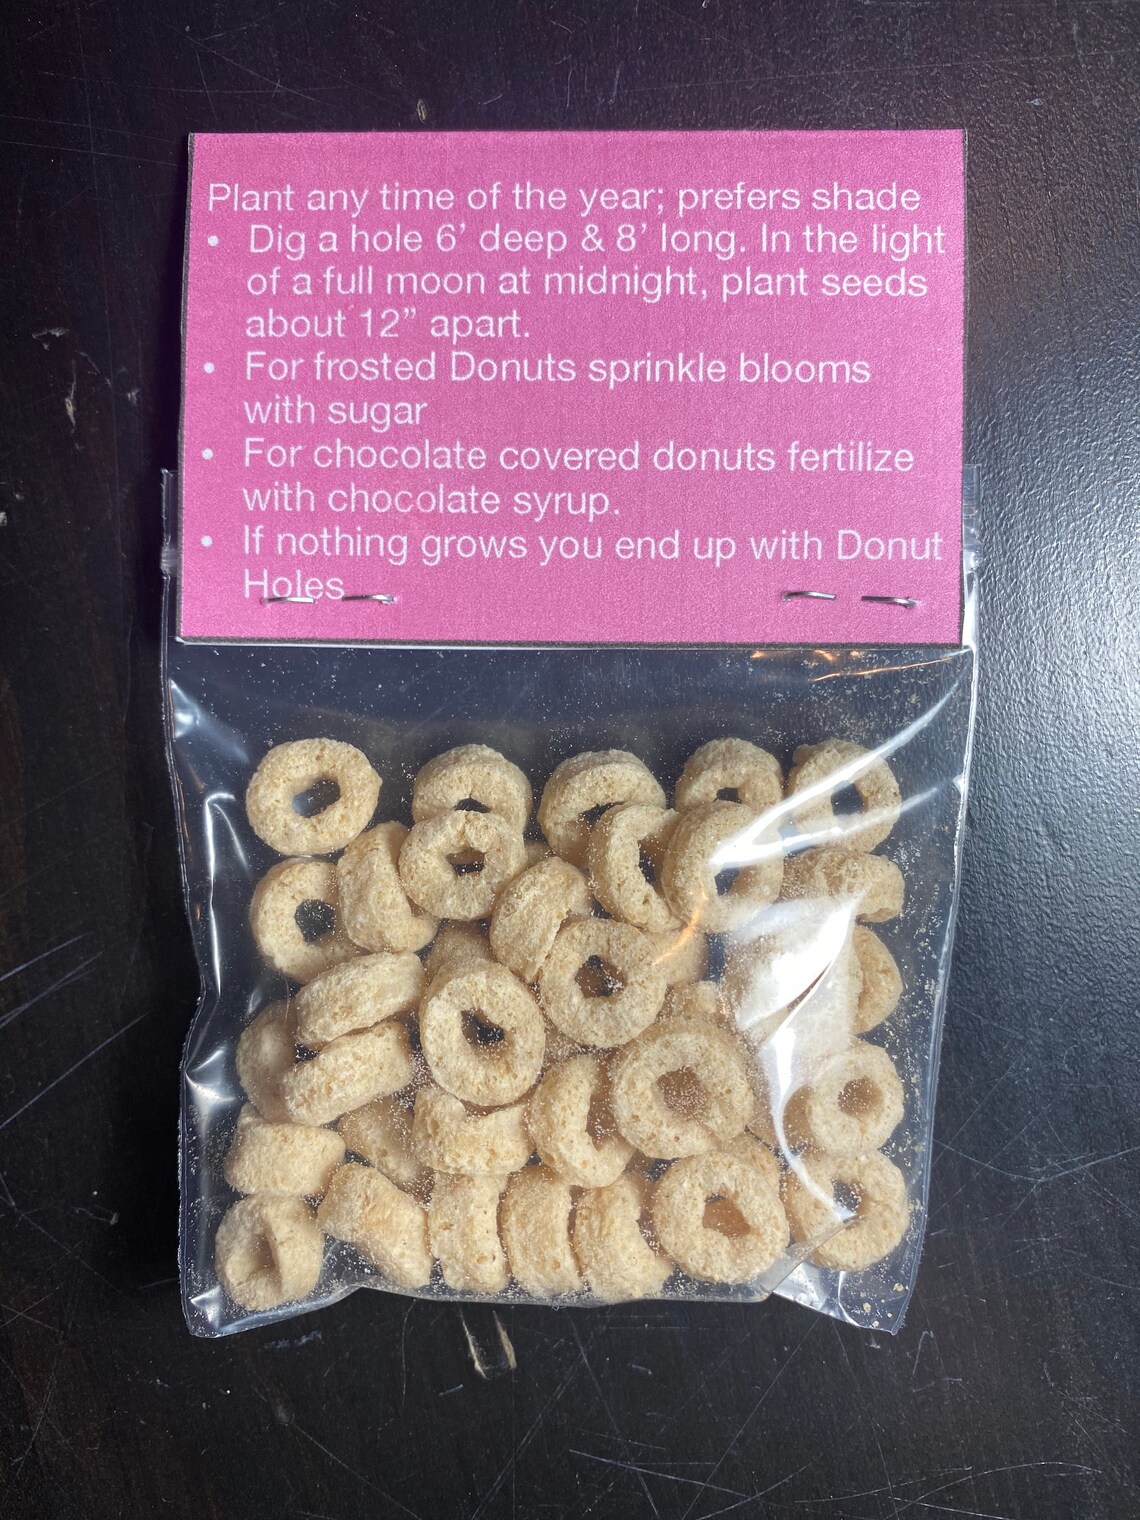 Plant any time of the year; prefers shade
• Dig a hole 6’ deep & 8’ long. In the light
of a full moon at midnight, plant seeds
about 12” apart.
• For frosted Donuts sprinkle blooms
with sugar
• For chocolate covered donuts fertilize
with chocolate syrup.
• If nothing grows you end up with Donut
Holes